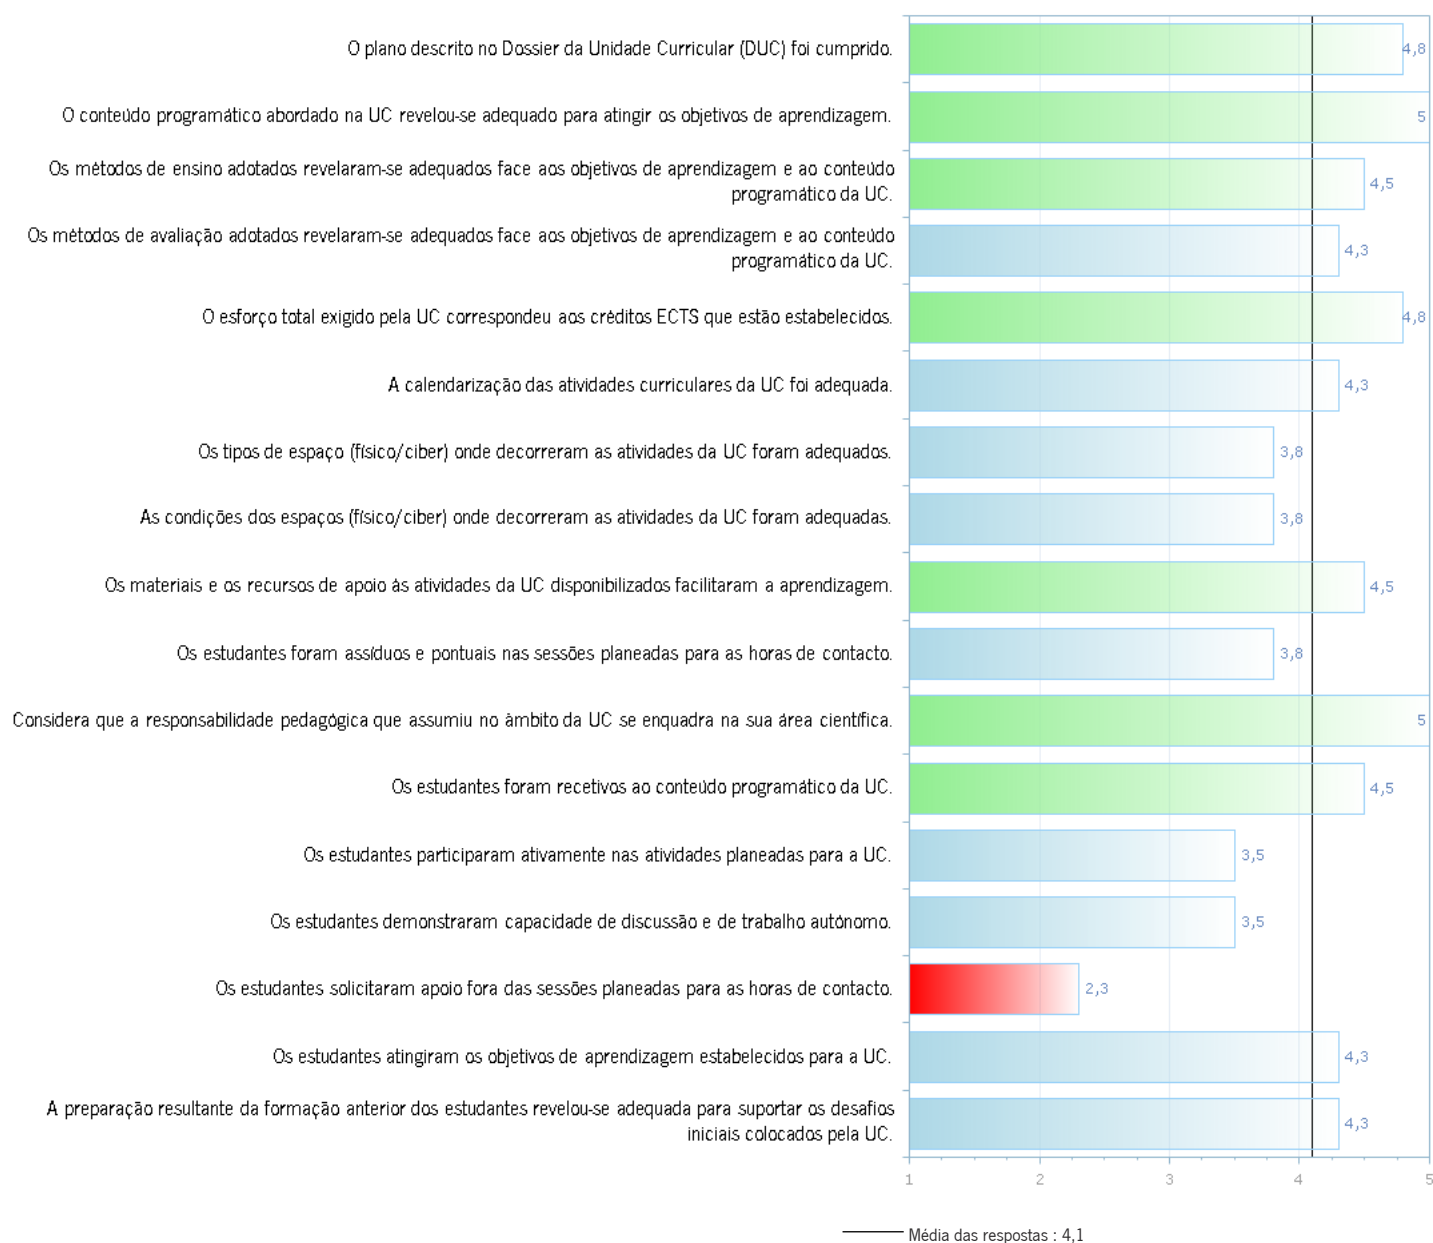 O plano descrito no Dossier da Unidade Curricular (DUC) foi cumprido.
4,8
O conteúdo programático abordado na UC revelou-se adequado para atingir os objetivos de aprendizagem.
5
Os métodos de ensino adotados revelaram-se adequados face aos objetivos de aprendizagem e ao conteúdo
programático da UC.
4,5
Os métodos de avaliação adotados revelaram-se adequados face aos objetivos de aprendizagem e ao conteúdo
programático da UC.
4,3
O esforço total exigido pela UC correspondeu aos créditos ECTS que estão estabelecidos.
4,8
A calendarização das atividades curriculares da UC foi adequada.
4,3
Os tipos de espaço (físico/ciber) onde decorreram as atividades da UC foram adequados.
3,8
As condições dos espaços (físico/ciber) onde decorreram as atividades da UC foram adequadas.
3,8
Os materiais e os recursos de apoio às atividades da UC disponibilizados facilitaram a aprendizagem.
4,5
Os estudantes foram assíduos e pontuais nas sessões planeadas para as horas de contacto.
3,8
Considera que a responsabilidade pedagógica que assumiu no âmbito da UC se enquadra na sua área científica.
5
Os estudantes foram recetivos ao conteúdo programático da UC.
4,5
Os estudantes participaram ativamente nas atividades planeadas para a UC.
3,5
Os estudantes demonstraram capacidade de discussão e de trabalho autónomo.
3,5
Os estudantes solicitaram apoio fora das sessões planeadas para as horas de contacto.
2,3
Os estudantes atingiram os objetivos de aprendizagem estabelecidos para a UC.
4,3
A preparação resultante da formação anterior dos estudantes revelou-se adequada para suportar os desafios
iniciais colocados pela UC.
4,3
1 2 3 4 5
Média das respostas : 4,1